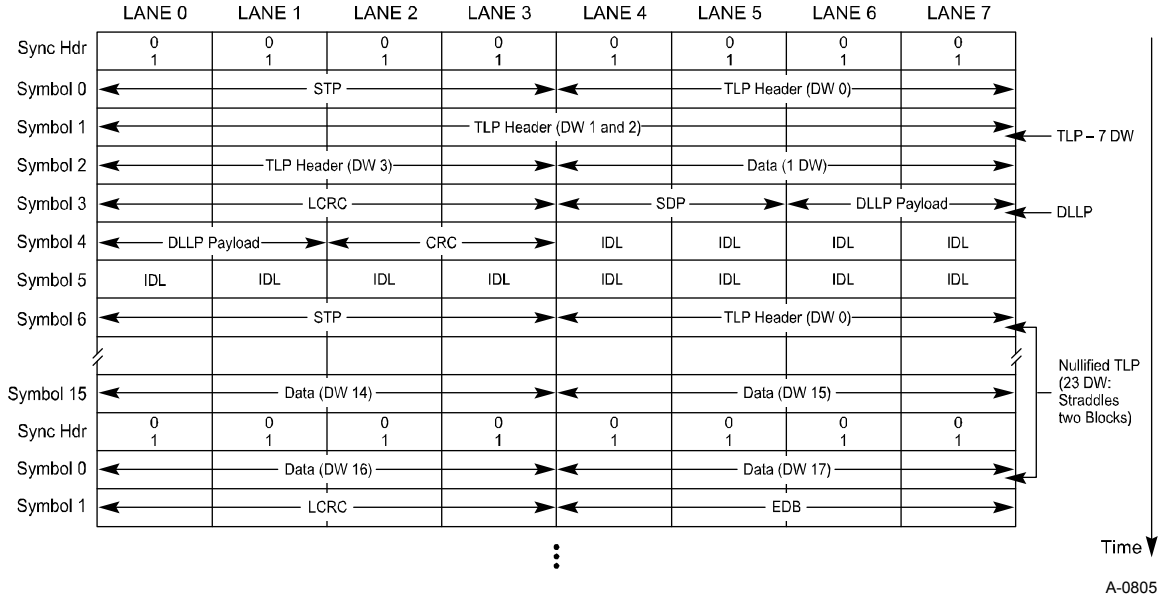 LANE 0 LANE 1 LANE 2 LANE 3 LANE 4 LANE 5 LANE 6 LANE 7
Sync Hdr 0 0 0 0 0 0 0 0
1 1 1 1 1 1 1 1
Symbol 0 STP TLP Header (DW 0)
Symbol 1 TLP Header (DW 1 and 2)
TLP – 7 DW
Symbol 2 TLP Header (DW 3) Data (1 DW)
Symbol 3 LCRC SDP DLLP Payload
DLLP
Symbol 4 DLLP Payload CRC IDL IDL IDL IDL
Symbol 5 IDL IDL IDL IDL IDL IDL IDL IDL
Symbol 6 STP TLP Header (DW 0)
Nullified TLP
(23 DW:
Straddles
two Blocks)
Symbol 15 Data (DW 14) Data (DW 15)
Sync Hdr 0 0 0 0 0 0 0 0
1 1 1 1 1 1 1 1
Symbol 0 Data (DW 16) Data (DW 17)
Symbol 1 LCRC EDB
Time
A-0805